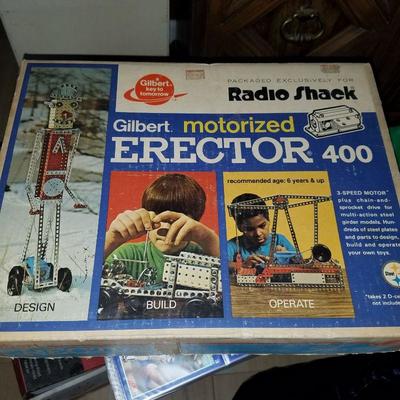 a
Gilbert
key to
tomorrow
PACKAGED EXCLUSIVELY FOR
Radio Shack
Gilbert motorized
ERECTOR 400
recommended age: 6 years & up
3-SPEED MOTOR*
plus chain-and-
sprocket drive for
multi-action steel
girder models. Hun-
dreds of steel plates
and parts to design,
build and operate
your own toys.
*takes 2 D-ce
not include
DESIGN
BUILD
OPERATE